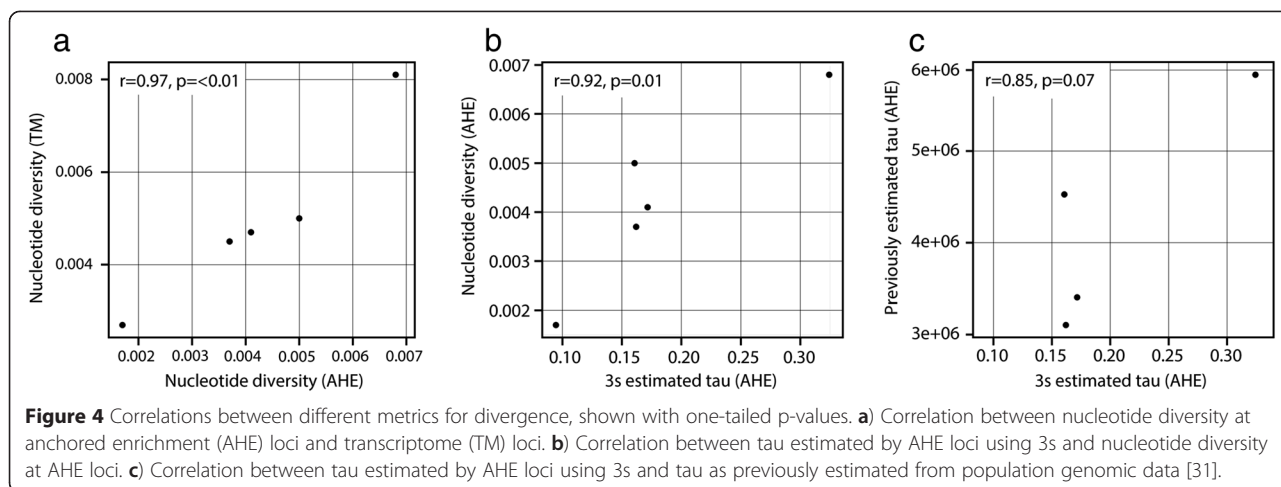 a
r=0.97, p=<0.01
0.008
0.006
0.004
Nucleotide diversity (TM)
0.002 0.003 0.004 0.005 0.006 0.007
Nucleotide diversity (AHE)
b
r=0.92, p=0.01
0.007
0.006
0.005
0.004
0.003
0.002
Nucleotide diversity (AHE)
0.10 0.15 0.20 0.25 0.30
3s estimated tau (AHE)
c
r=0.85, p=0.07
6e+06
5e+06
4e+06
3e+06
Previously estimated tau (AHE)
0.10 0.15 0.20 0.25 0.30
3s estimated tau (AHE)
Figure 4 Correlations between different metrics for divergence, shown with one-tailed p-values. a) Correlation between nucleotide diversity at
anchored enrichment (AHE) loci and transcriptome (TM) loci. b) Correlation between tau estimated by AHE loci using 3s and nucleotide diversity
at AHE loci. c) Correlation between tau estimated by AHE loci using 3s and tau as previously estimated from population genomic data [31].